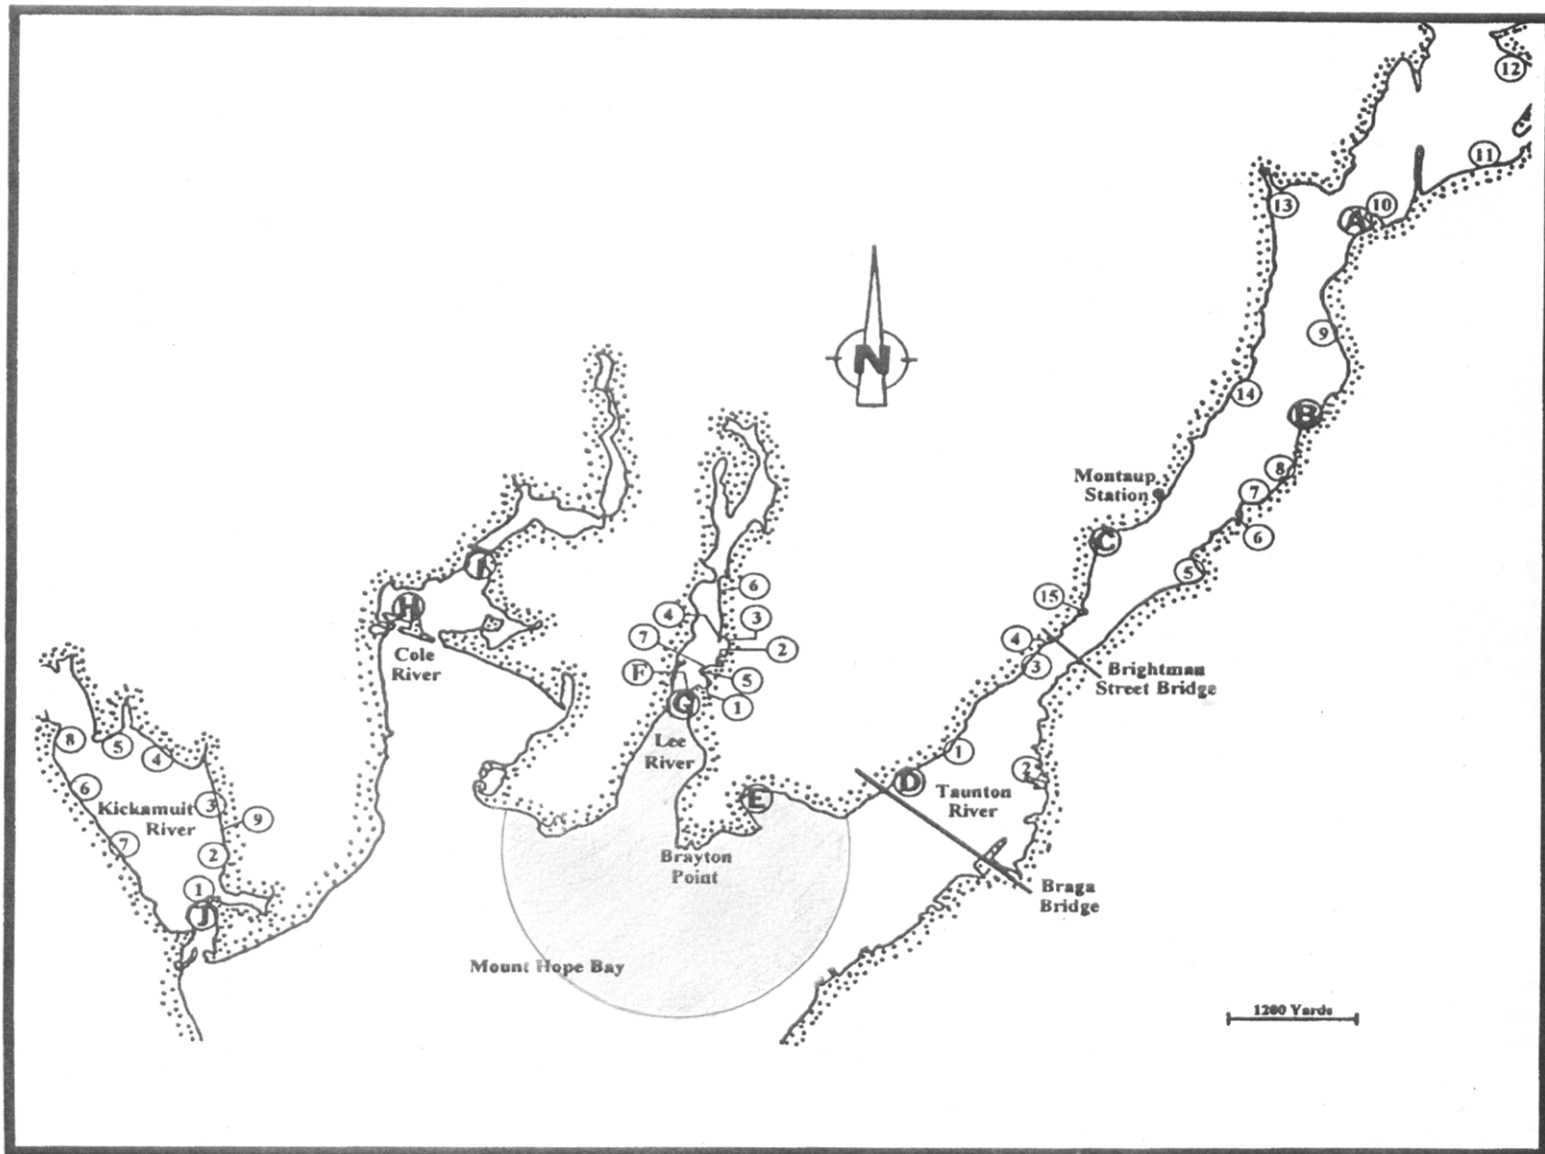 12
11
10
A
13
N
9
14
B
8
Montaup
Station
7
C
6
I
5
6
15
H
4
3
4
Cole
River
7
2
3
Brightman
Street Bridge
F
5
G
1
8
5
4
Lee
River
1
2
6
D
E
Taunton
River
3
Kickamuit
River
9
7
2
Brayton
Point
1
Braga
Bridge
J
Mount Hope Bay
1200 Yards